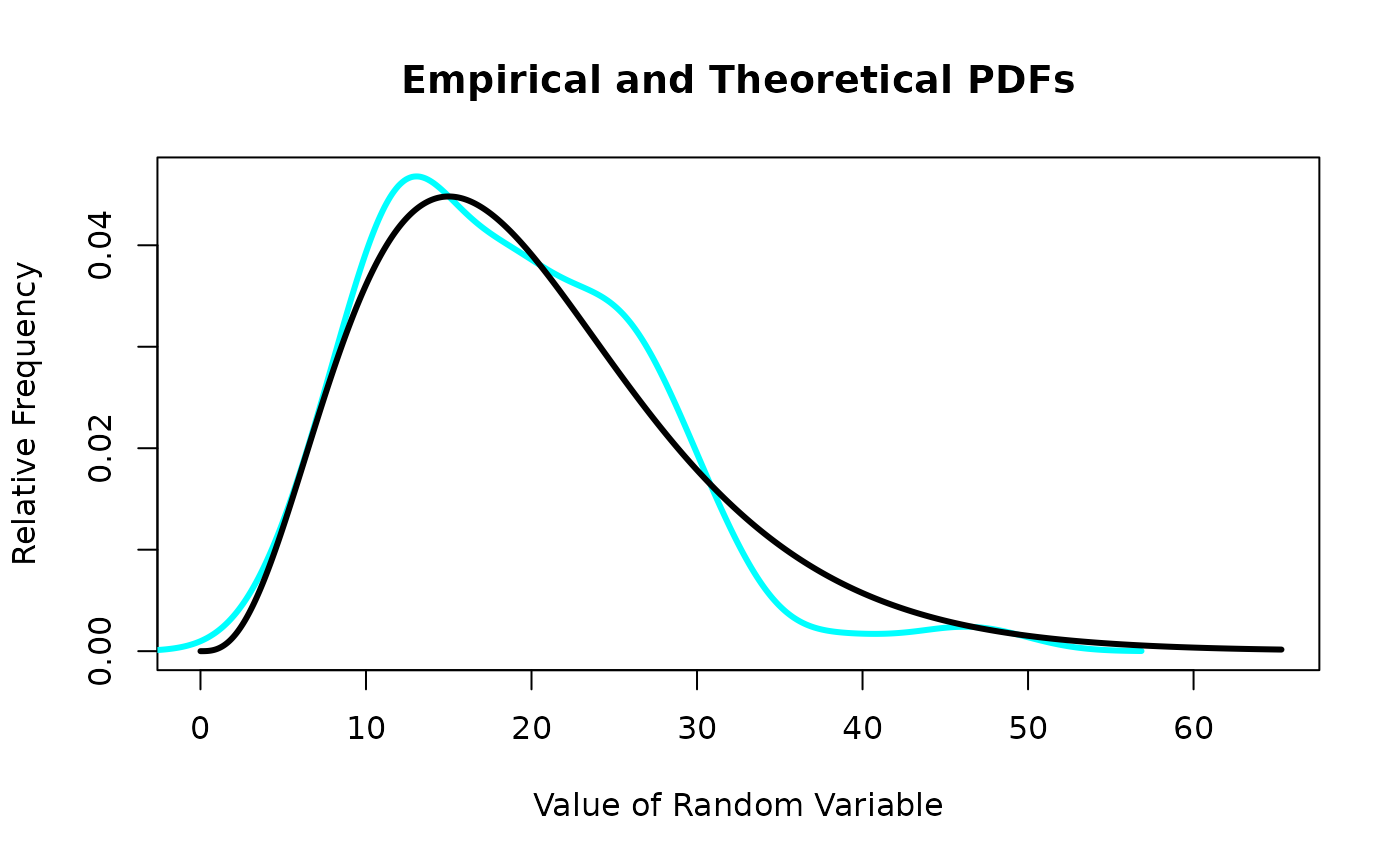 Empirical and Theoretical PDFs
Relative Frequency
0.00
0.02
0.04
0 10 20 30 40 50 60
Value of Random Variable